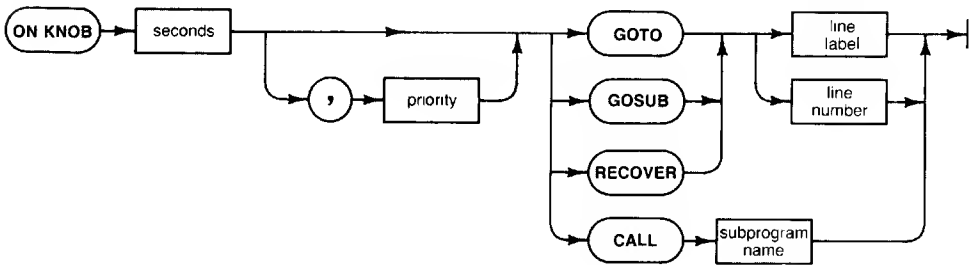 ON KNOB
seconds
,
priority
GOTO
GOSUB
RECOVER
CALL
subprogram
name
line
label
line
number